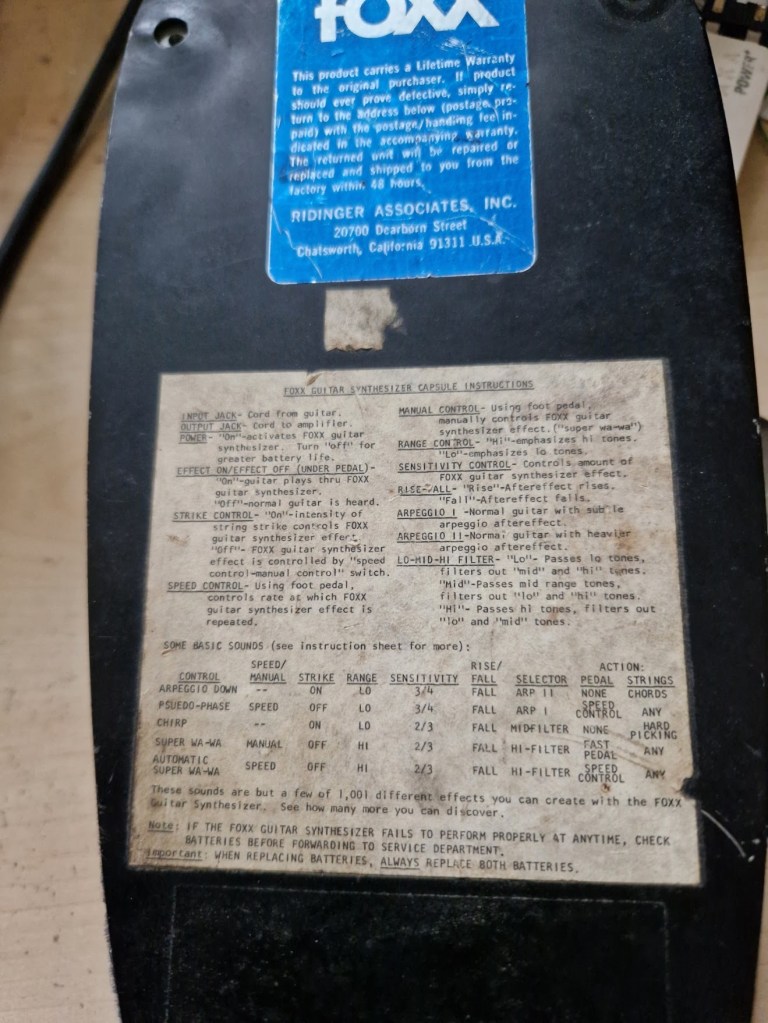 FOXX
This product carries a Lifetime Warranty
to the original purchaser. If product
should ever prove defective, simply re-
turn to the address below (postage pre-
paid) with the postage/handling fee in-
dicated in the accompanying warranty.
The returned unit will be repaired or
replaced and shipped to you from the
factory within 48 hours.
RIDINGER ASSOCIATES, INC.
20700 Dearborn Street
Chatsworth, California 91311 U.S.A.
POWER
FOXX GUITAR SYNTHESIZER CAPSULE INSTRUCTIONS
INPUT JACK- Cord from guitar.
OUTPUT JACK- Cord to amplifier.
POWER- "On"-activates FOXX guitar
synthesizer. Turn "off" for
greater battery life.
EFFECT ON/EFFECT OFF (UNDER PEDAL)-
"On"-guitar plays thru FOXX
guitar synthesizer.
"Off"-normal guitar is heard.
STRIKE CONTROL- "On"-intensity of
string strike controls FOXX
guitar synthesizer effect.
"Off"- FOXX guitar synthesizer
effect is controlled by "speed
control-manual control" switch.
SPEED CONTROL- Using foot pedal,
controls rate at which FOXX
guitar synthesizer effect is
repeated.
MANUAL CONTROL- Using foot pedal,
manually controls FOXX guitar
synthesizer effect.("super wa-wa")
RANGE CONTROL- "Hi"-emphasizes hi tones.
"Lo"-emphasizes lo tones.
SENSITIVITY CONTROL- Controls amount of
FOXX guitar synthesizer effect.
RISE-FALL- "Rise"-Aftereffect rises.
"Fall"-Aftereffect falls.
ARPEGGIO I -Normal guitar with subtle
arpeggio aftereffect.
ARPEGGIO II-Normal guitar with heavier
arpeggio aftereffect.
LO-MID-HI FILTER- "Lo"- Passes lo tones,
filters out "mid" and "hi" tones.
"Mid"-Passes mid range tones,
filters out "lo" and "hi" tones.
"Hi"- Passes hi tones, filters out
"lo" and "mid" tones.
SOME BASIC SOUNDS (see instruction sheet for more):
SPEED/ RISE/ ACTION:
CONTROL MANUAL STRIKE RANGE SENSITIVITY FALL SELECTOR PEDAL STRINGS
ARPEGGIO DOWN -- ON LO 3/4 FALL ARP II NONE CHORDS
PSUEDO-PHASE SPEED OFF LO 3/4 FALL ARP I SPEED CONTROL ANY
CHIRP -- ON LO 2/3 FALL MIDFILTER NONE HARD PICKING
SUPER WA-WA MANUAL OFF HI 2/3 FALL HI-FILTER FAST PEDAL ANY
AUTOMATIC SUPER WA-WA SPEED OFF HI 2/3 FALL HI-FILTER SPEED CONTROL ANY
These sounds are but a few of 1,001 different effects you can create with the FOXX
Guitar Synthesizer. See how many more you can discover.
Note: IF THE FOXX GUITAR SYNTHESIZER FAILS TO PERFORM PROPERLY AT ANYTIME, CHECK
BATTERIES BEFORE FORWARDING TO SERVICE DEPARTMENT.
Important: WHEN REPLACING BATTERIES, ALWAYS REPLACE BOTH BATTERIES.